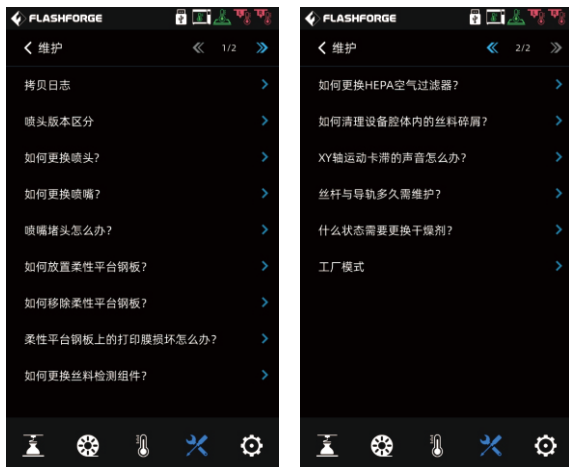 FLASHFORGE
维护
1/2
拷贝日志
喷头版本区分
如何更换喷头?
如何更换喷嘴?
喷嘴堵头怎么办?
如何放置柔性平台钢板?
如何移除柔性平台钢板?
柔性平台钢板上的打印膜损坏怎么办?
如何更换丝料检测组件?
FLASHFORGE
维护
2/2
如何更换HEPA空气过滤器?
如何清理设备腔体内的丝料碎屑?
XY轴运动卡滞的声音怎么办?
丝杆与导轨多久需维护?
什么状态需要更换干燥剂?
工厂模式